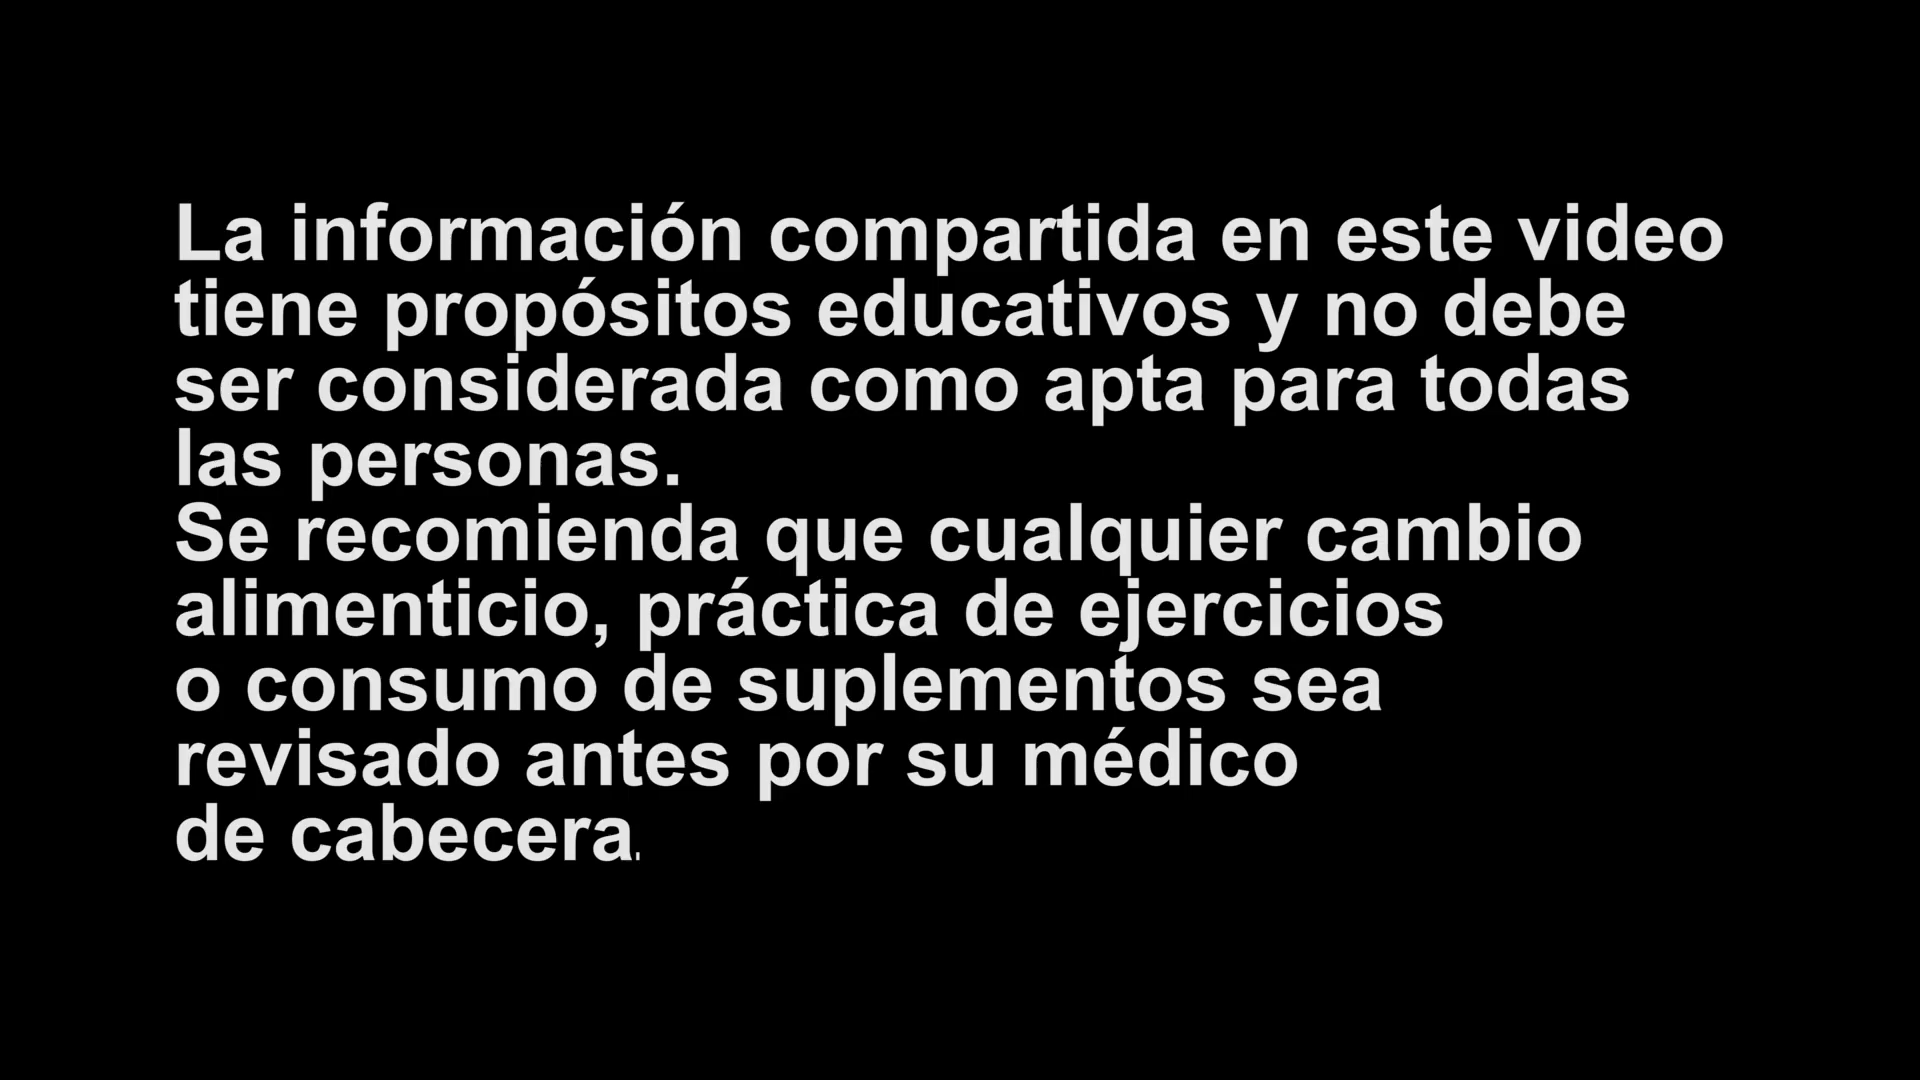 La información compartida en este video
tiene propósitos educativos y no debe
ser considerada como apta para todas
las personas.
Se recomienda que cualquier cambio
alimenticio, práctica de ejercicios
o consumo de suplementos sea
revisado antes por su médico
de cabecera.